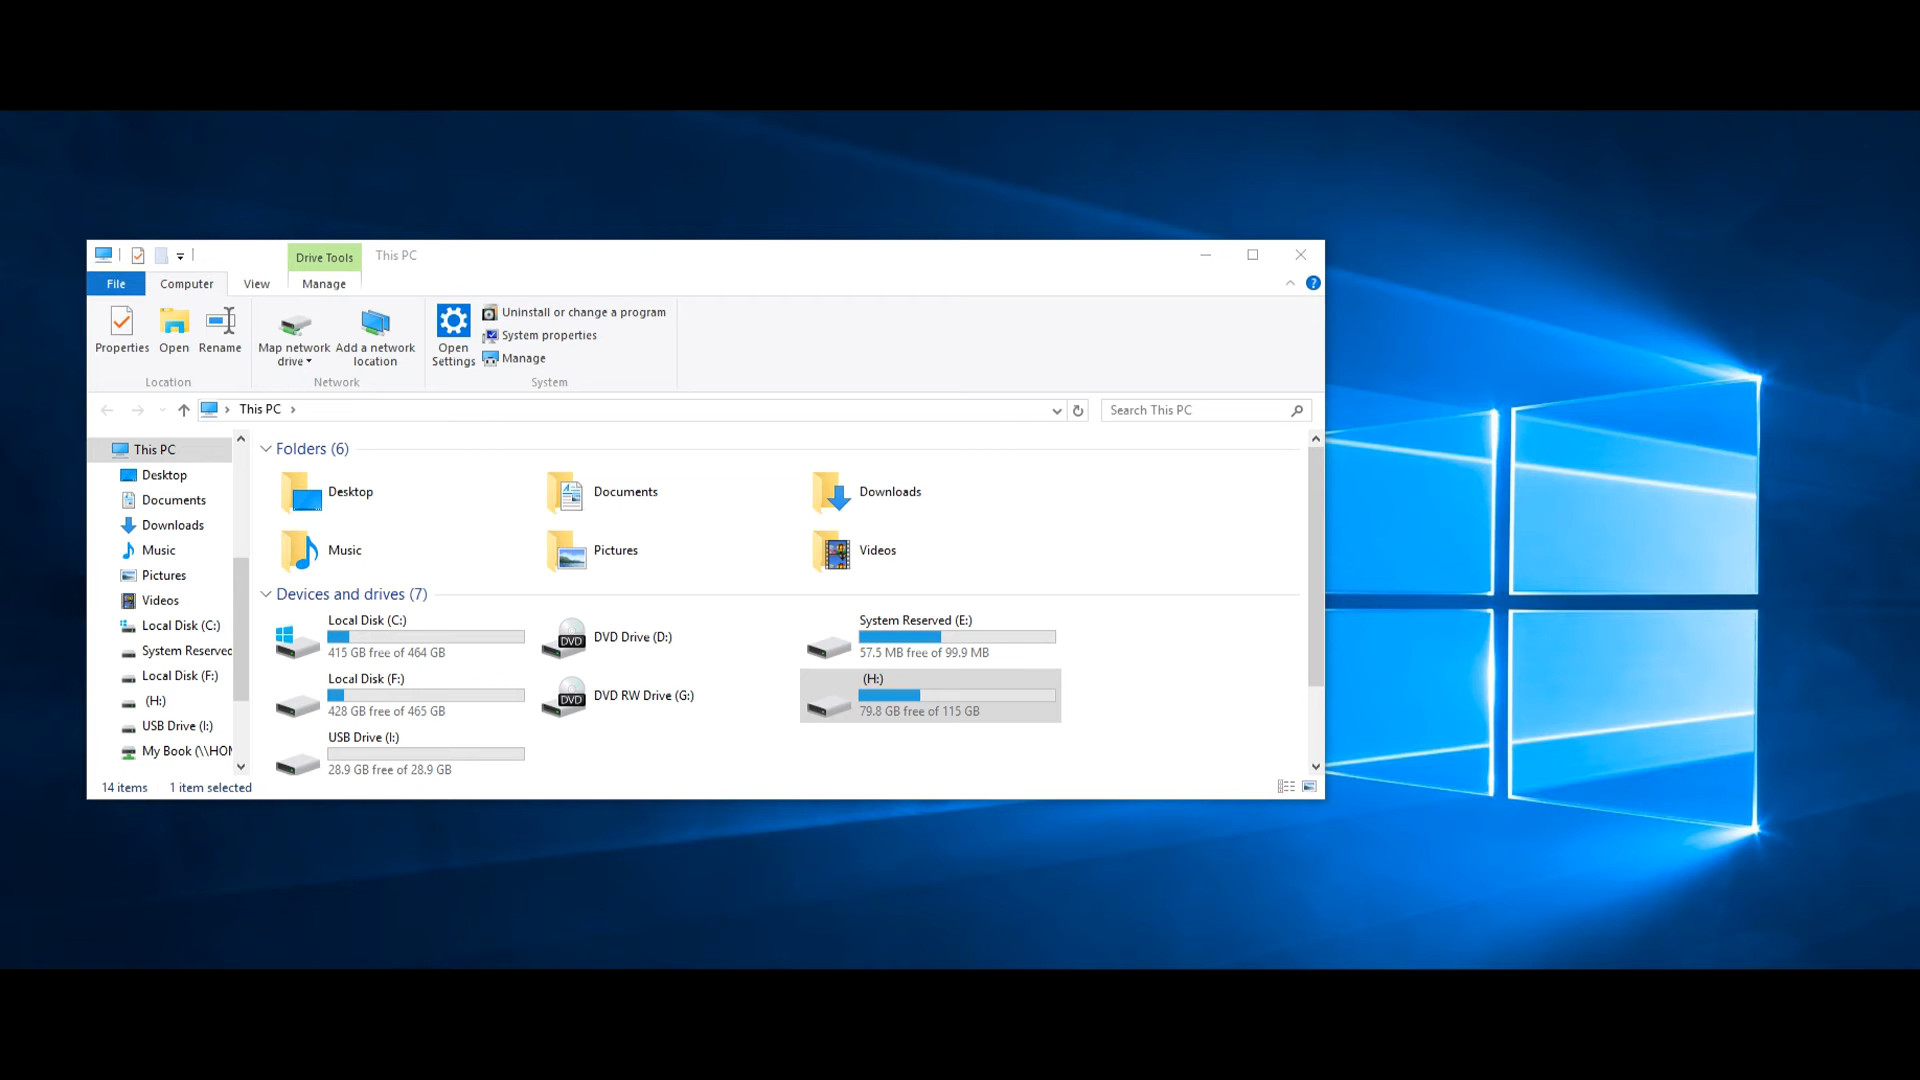 Drive Tools This PC
File Computer View Manage
Properties Open Rename Map network drive Add a network location Open Settings
Uninstall or change a program
System properties
Manage
Location Network System
This PC
Search This PC
This PC
Desktop
Documents
Downloads
Music
Pictures
Videos
Local Disk (C:)
System Reserved
Local Disk (F:)
(H:)
USB Drive (I:)
My Book (\\HOM
Folders (6)
Desktop Documents Downloads
Music Pictures Videos
Devices and drives (7)
Local Disk (C:)
415 GB free of 464 GB
DVD DVD Drive (D:)
System Reserved (E:)
57.5 MB free of 99.9 MB
Local Disk (F:)
428 GB free of 465 GB
DVD DVD RW Drive (G:)
(H:)
79.8 GB free of 115 GB
USB Drive (I:)
28.9 GB free of 28.9 GB
14 items 1 item selected